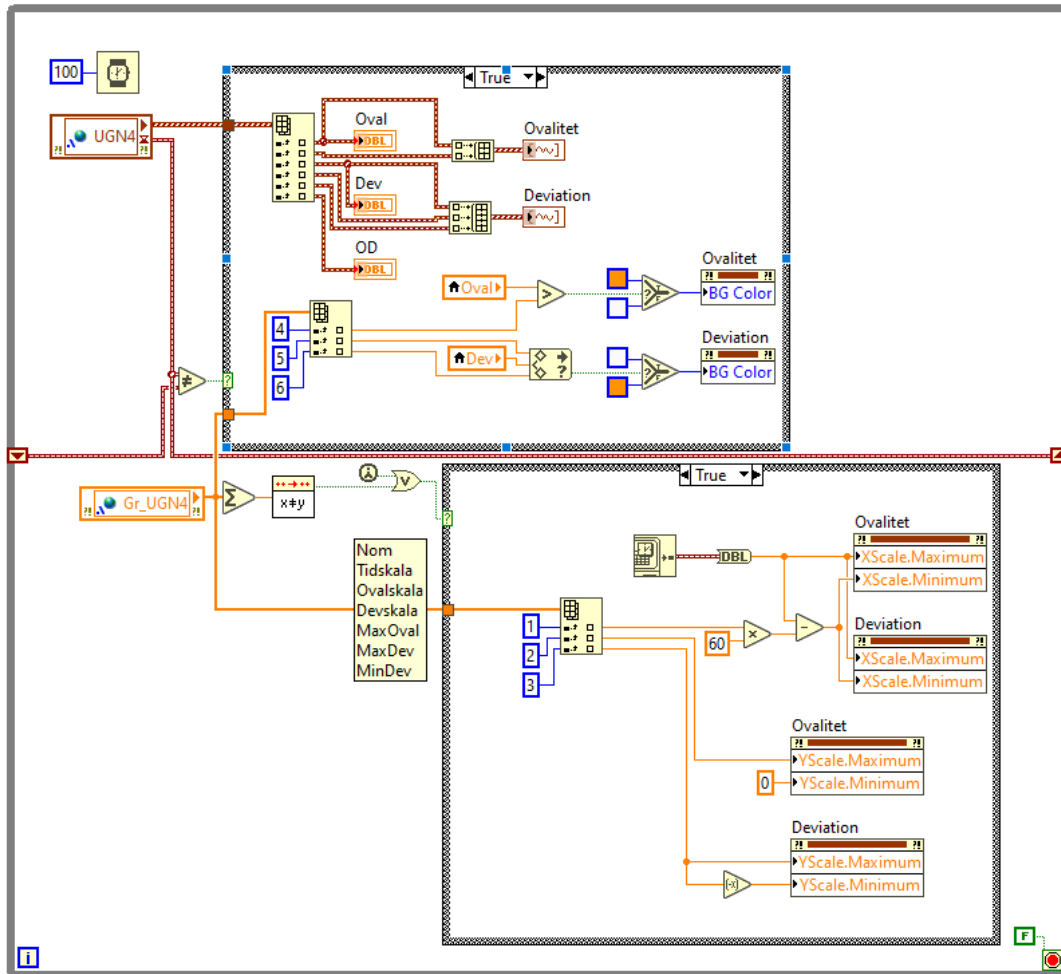 100
True
UGN4
Oval
DBL
Ovalitet
Dev
DBL
Deviation
OD
DBL
Ovalitet
BG Color
Oval
>
4
5
6
Deviation
BG Color
Dev
?
≠
?
Gr_UGN4
Σ
x≠y
V
?
True
Nom
Tidskala
Ovalskala
Devskala
MaxOval
MaxDev
MinDev
DBL
Ovalitet
XScale.Maximum
XScale.Minimum
1
2
3
60
×
-
Deviation
XScale.Maximum
XScale.Minimum
Ovalitet
YScale.Maximum
0
YScale.Minimum
Deviation
YScale.Maximum
(-x)
YScale.Minimum
i
F